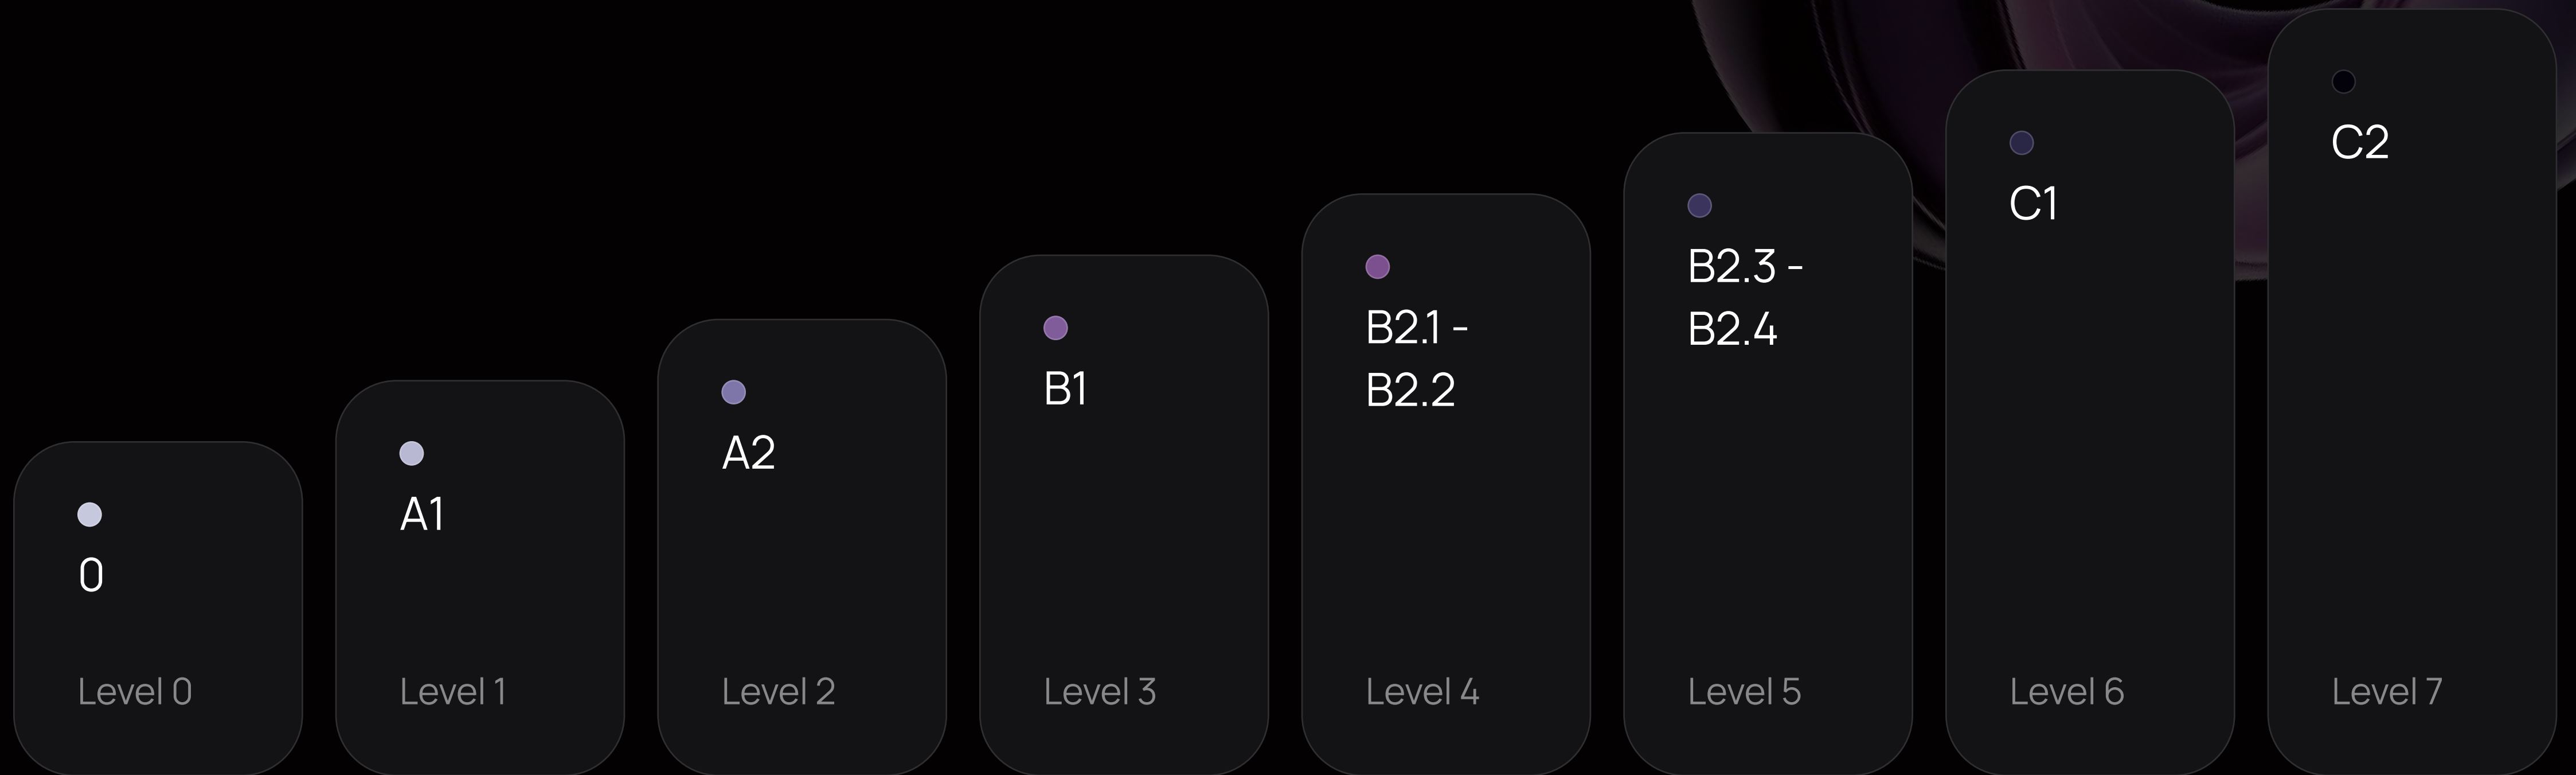 0
Level 0
A1
Level 1
A2
Level 2
B1
Level 3
B2.1 -
B2.2
Level 4
B2.3 -
B2.4
Level 5
C1
Level 6
C2
Level 7